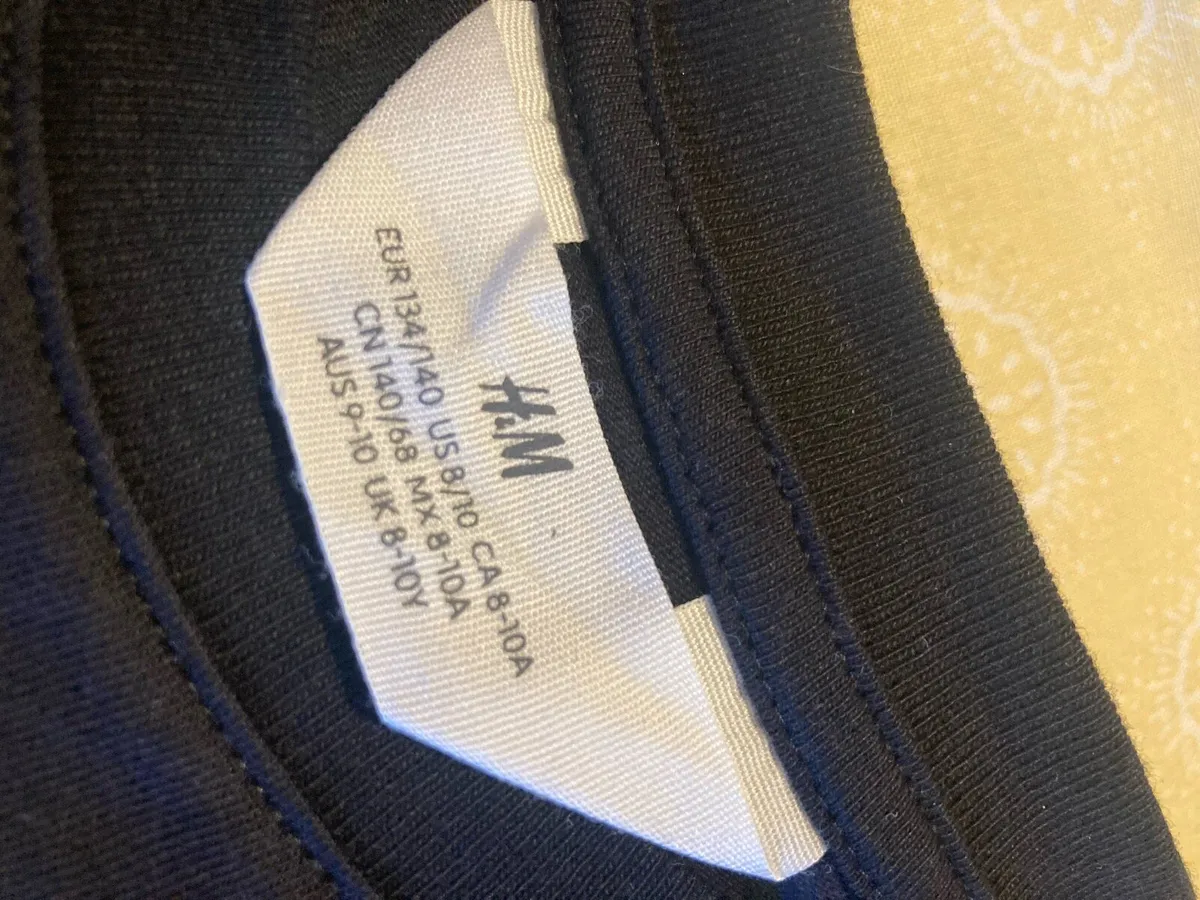 H&M
EUR 134/140 US 8/10 CA 8-10A
CN 140/68 MX 8-10A
AUS 9-10 UK 8-10Y